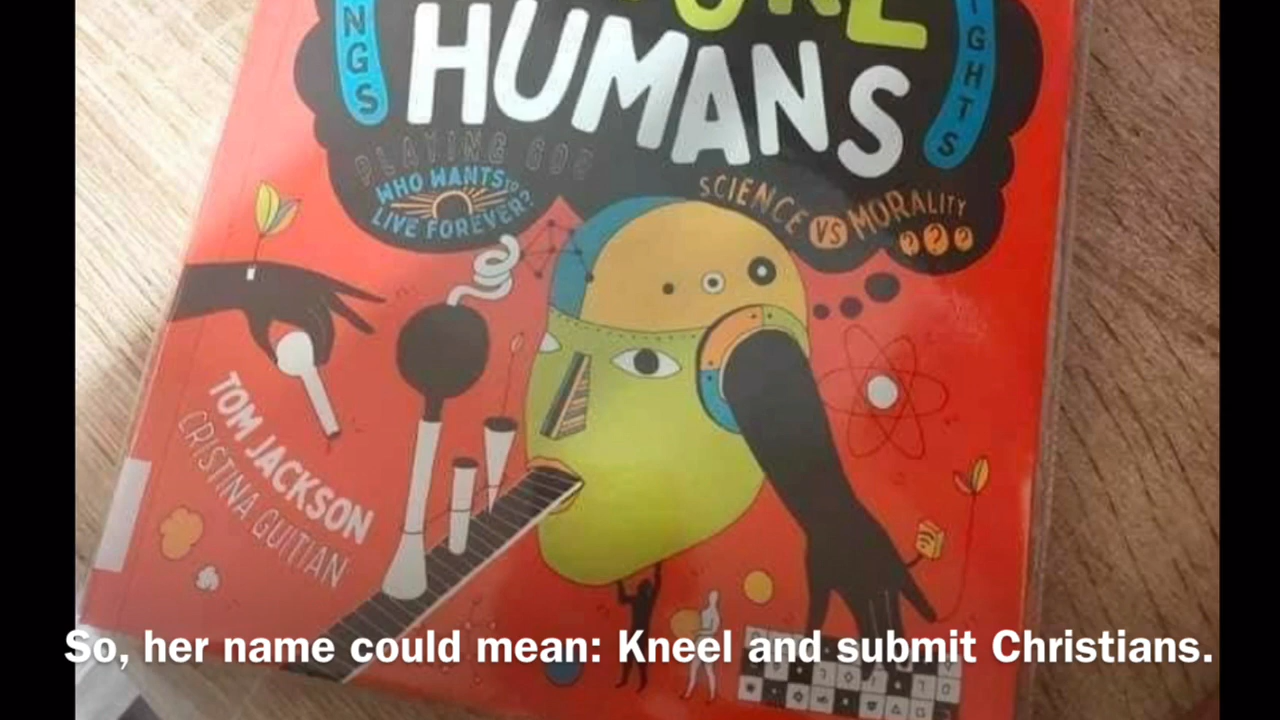 NGS
HUMANS
IGHTS
PLAYING GOD
WHO WANTS TO
LIVE FOREVER?
SCIENCE VS MORALITY
???
TOM JACKSON
CRISTINA GUITIAN
So, her name could mean: Kneel and submit Christians.